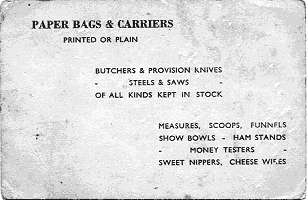 PAPER BAGS & CARRIERS
PRINTED OR PLAIN
BUTCHERS & PROVISION KNIVES
- STEELS & SAWS -
OF ALL KINDS KEPT IN STOCK
MEASURES, SCOOPS, FUNNELS
SHOW BOWLS - HAM STANDS
- MONEY TESTERS -
SWEET NIPPERS, CHEESE WIRES